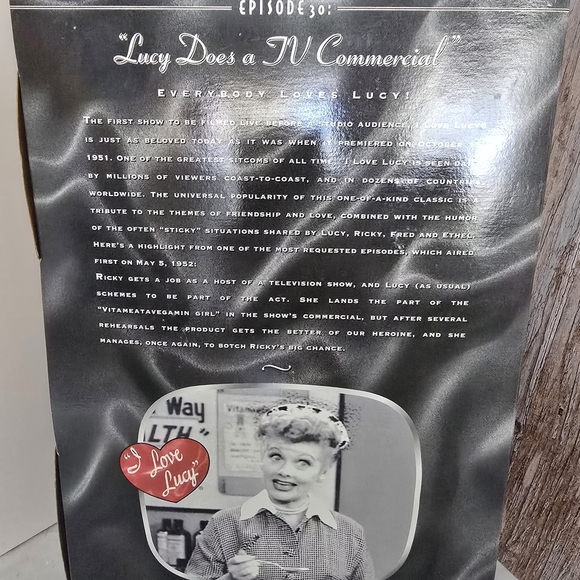 EPISODE 30:
"Lucy Does a TV Commercial"
EVERYBODY LOVES LUCY!
THE FIRST SHOW TO BE FILMED LIVE BEFORE A STUDIO AUDIENCE, I LOVE LUCY
IS JUST AS BELOVED TODAY AS IT WAS WHEN IT PREMIERED ON OCTOBER
1951. ONE OF THE GREATEST SITCOMS OF ALL TIME, I LOVE LUCY IS SEEN DAILY
BY MILLIONS OF VIEWERS COAST-TO-COAST, AND IN DOZENS OF COUNTRIES
WORLDWIDE. THE UNIVERSAL POPULARITY OF THIS ONE-OF-A-KIND CLASSIC IS A
TRIBUTE TO THE THEMES OF FRIENDSHIP AND LOVE, COMBINED WITH THE HUMOR
OF THE OFTEN "STICKY" SITUATIONS SHARED BY LUCY, RICKY, FRED AND ETHEL.
HERE'S A HIGHLIGHT FROM ONE OF THE MOST REQUESTED EPISODES, WHICH AIRED
FIRST ON MAY 5, 1952:
RICKY GETS A JOB AS A HOST OF A TELEVISION SHOW, AND LUCY (AS USUAL)
SCHEMES TO BE PART OF THE ACT. SHE LANDS THE PART OF THE
"VITAMEATAVEGAMIN GIRL" IN THE SHOW'S COMMERCIAL, BUT AFTER SEVERAL
REHEARSALS THE PRODUCT GETS THE BETTER OF OUR HEROINE, AND SHE
MANAGES, ONCE AGAIN, TO BOTCH RICKY'S BIG CHANCE.
Way
LTH"
Vita
"I Love Lucy"